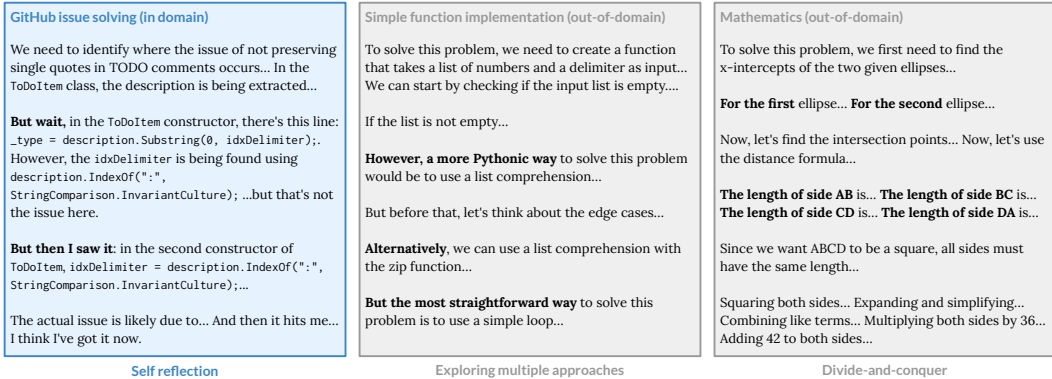 GitHub issue solving (in domain)
We need to identify where the issue of not preserving
single quotes in TODO comments occurs... In the
ToDoItem class, the description is being extracted...
But wait, in the ToDoItem constructor, there's this line:
_type = description.Substring(0, idxDelimiter);.
However, the idxDelimiter is being found using
description.IndexOf(":",
StringComparison.InvariantCulture); ...but that's not
the issue here.
But then I saw it: in the second constructor of
ToDoItem, idxDelimiter = description.IndexOf(":",
StringComparison.InvariantCulture);...
The actual issue is likely due to... And then it hits me...
I think I've got it now.
Self reflection
Simple function implementation (out-of-domain)
To solve this problem, we need to create a function
that takes a list of numbers and a delimiter as input...
We can start by checking if the input list is empty....
If the list is not empty...
However, a more Pythonic way to solve this problem
would be to use a list comprehension...
But before that, let's think about the edge cases...
Alternatively, we can use a list comprehension with
the zip function...
But the most straightforward way to solve this
problem is to use a simple loop...
Exploring multiple approaches
Mathematics (out-of-domain)
To solve this problem, we first need to find the
x-intercepts of the two given ellipses...
For the first ellipse... For the second ellipse...
Now, let's find the intersection points... Now, let's use
the distance formula...
The length of side AB is... The length of side BC is...
The length of side CD is... The length of side DA is...
Since we want ABCD to be a square, all sides must
have the same length...
Squaring both sides... Expanding and simplifying...
Combining like terms... Multiplying both sides by 36...
Adding 42 to both sides...
Divide-and-conquer